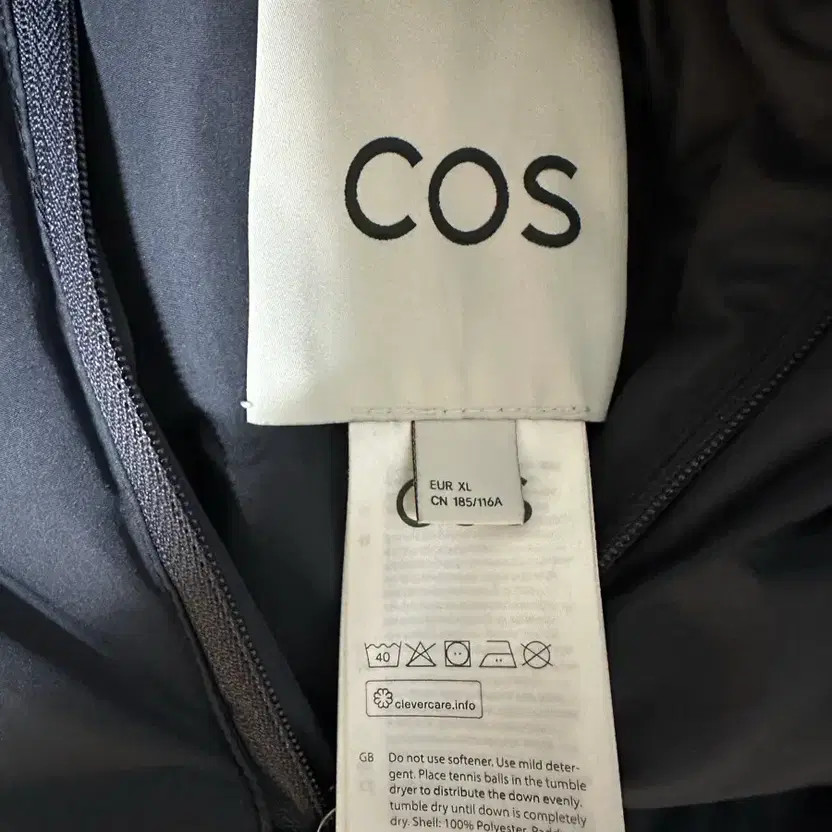 COS
EUR XL
CN 185/116A
40
clevercare.info
GB Do not use softener. Use mild deter-
gent. Place tennis balls in the tumble
dryer to distribute the down evenly.
tumble dry until down is completely
dry. Shell: 100% Polyester.